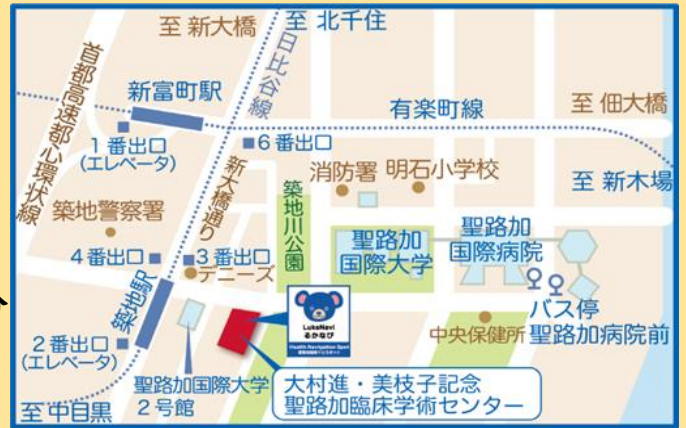 至 新大橋
至 北千住
首都高速都心環状線
日比谷線
新富町駅
有楽町線
至 佃大橋
1番出口
(エレベータ)
6番出口
新大橋通り
消防署
明石小学校
至 新木場
築地警察署
築地川公園
聖路加
国際大学
聖路加
国際病院
4番出口
3番出口
デニーズ
築地駅
LukeNavi
るかなび
Health Navigation Spot
バス停
聖路加病院前
中央保健所
2番出口
(エレベータ)
聖路加国際大学
2号館
大村進・美枝子記念
聖路加臨床学術センター
至 中目黒